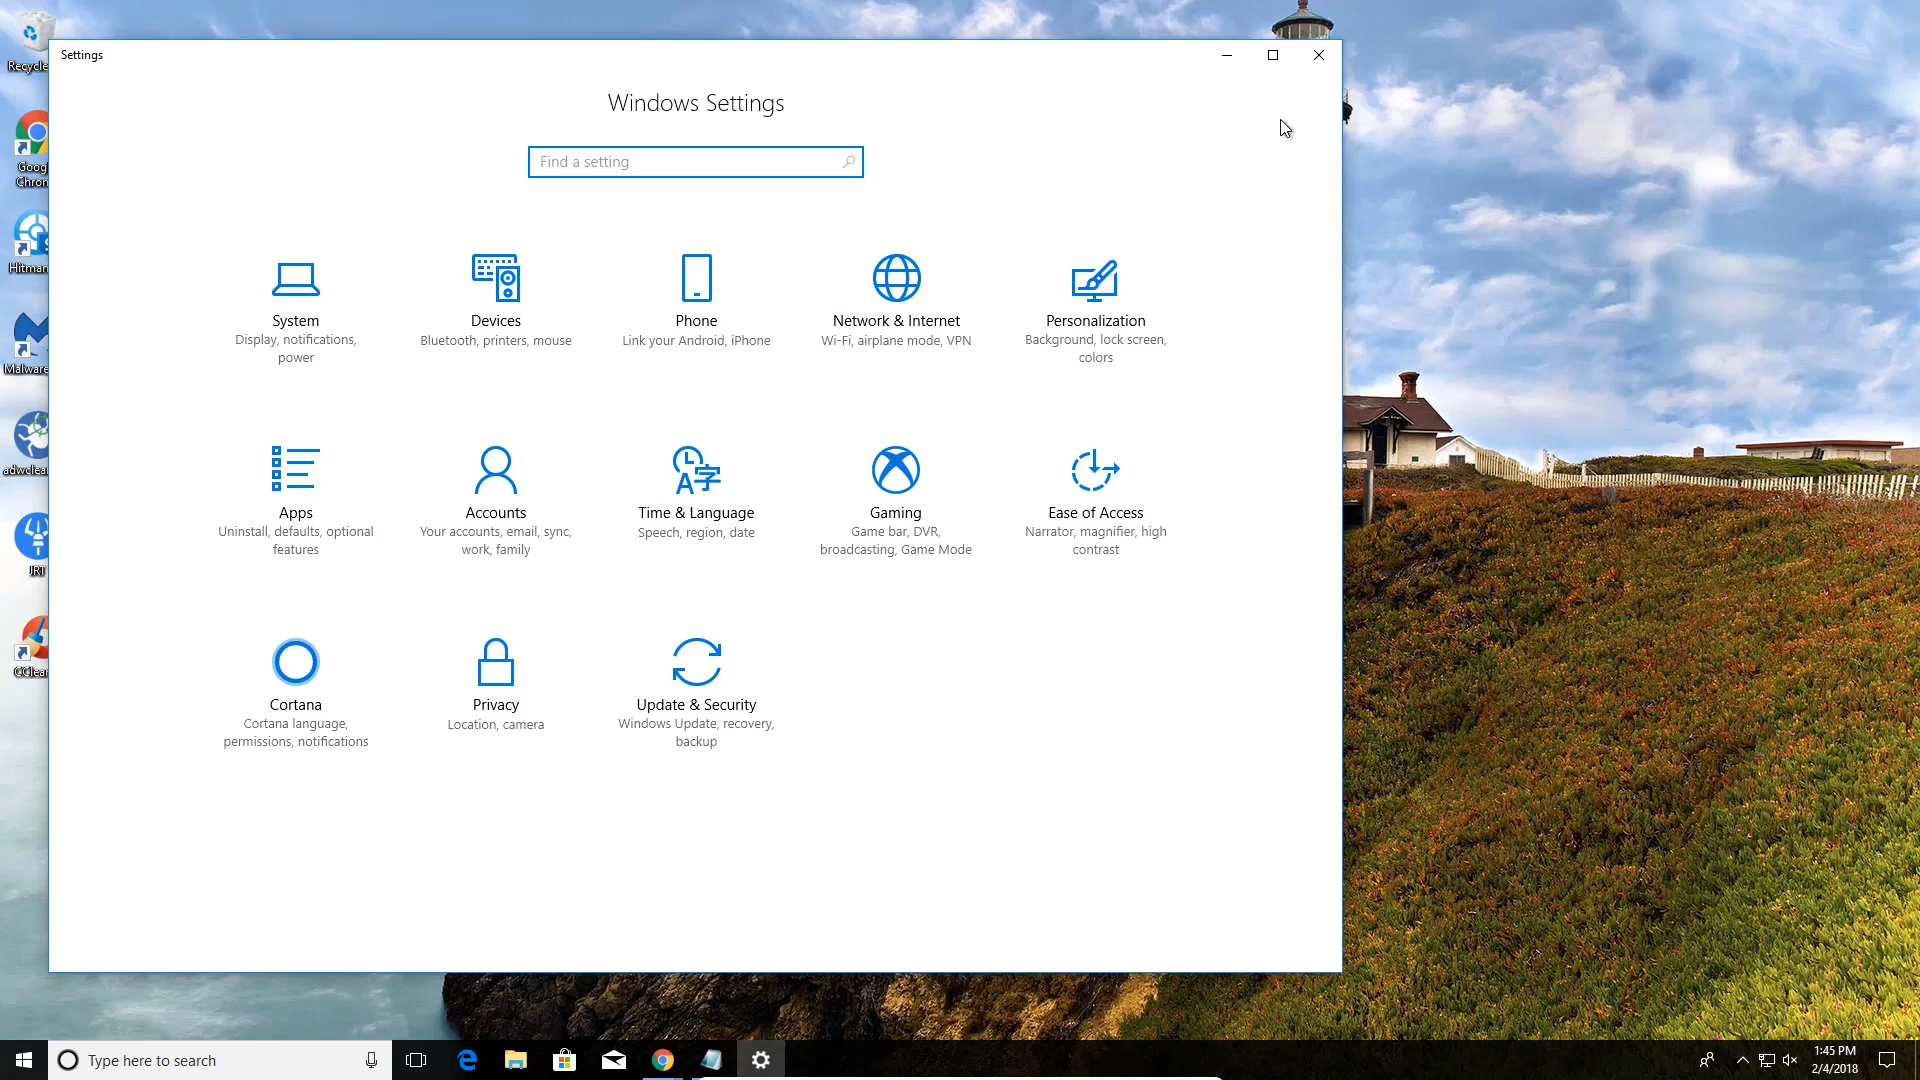 Settings
Windows Settings
Find a setting
System
Display, notifications,
power
Devices
Bluetooth, printers, mouse
Phone
Link your Android, iPhone
Network & Internet
Wi-Fi, airplane mode, VPN
Personalization
Background, lock screen,
colors
Apps
Uninstall, defaults, optional
features
Accounts
Your accounts, email, sync,
work, family
Time & Language
Speech, region, date
Gaming
Game bar, DVR,
broadcasting, Game Mode
Ease of Access
Narrator, magnifier, high
contrast
Cortana
Cortana language,
permissions, notifications
Privacy
Location, camera
Update & Security
Windows Update, recovery,
backup
Recycle
Goog
Chron
Hitman
Malware
adwclea
JRT
CClea
Type here to search
1:45 PM
2/4/2018